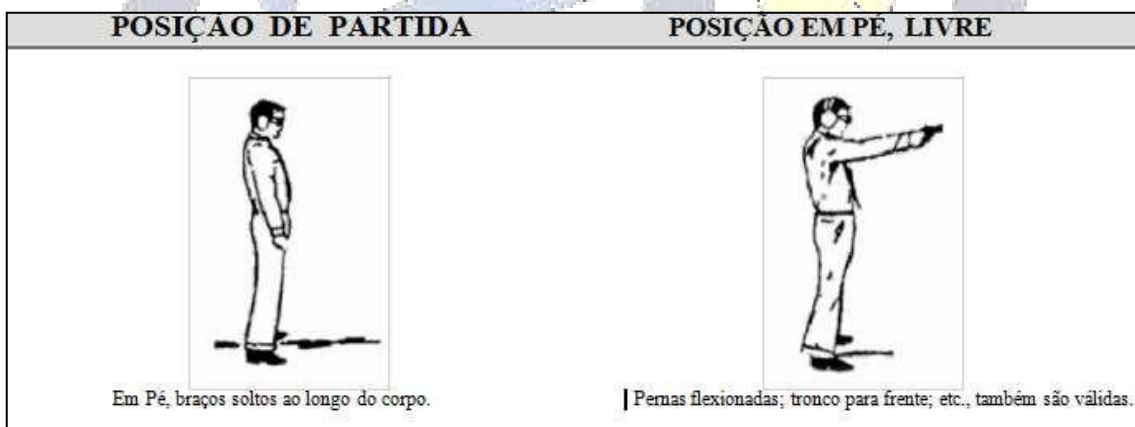 POSIÇÃO DE PARTIDA
POSIÇÃO EM PÉ, LIVRE
Em Pé, braços soltos ao longo do corpo.
Pernas flexionadas; tronco para frente; etc., também são válidas.